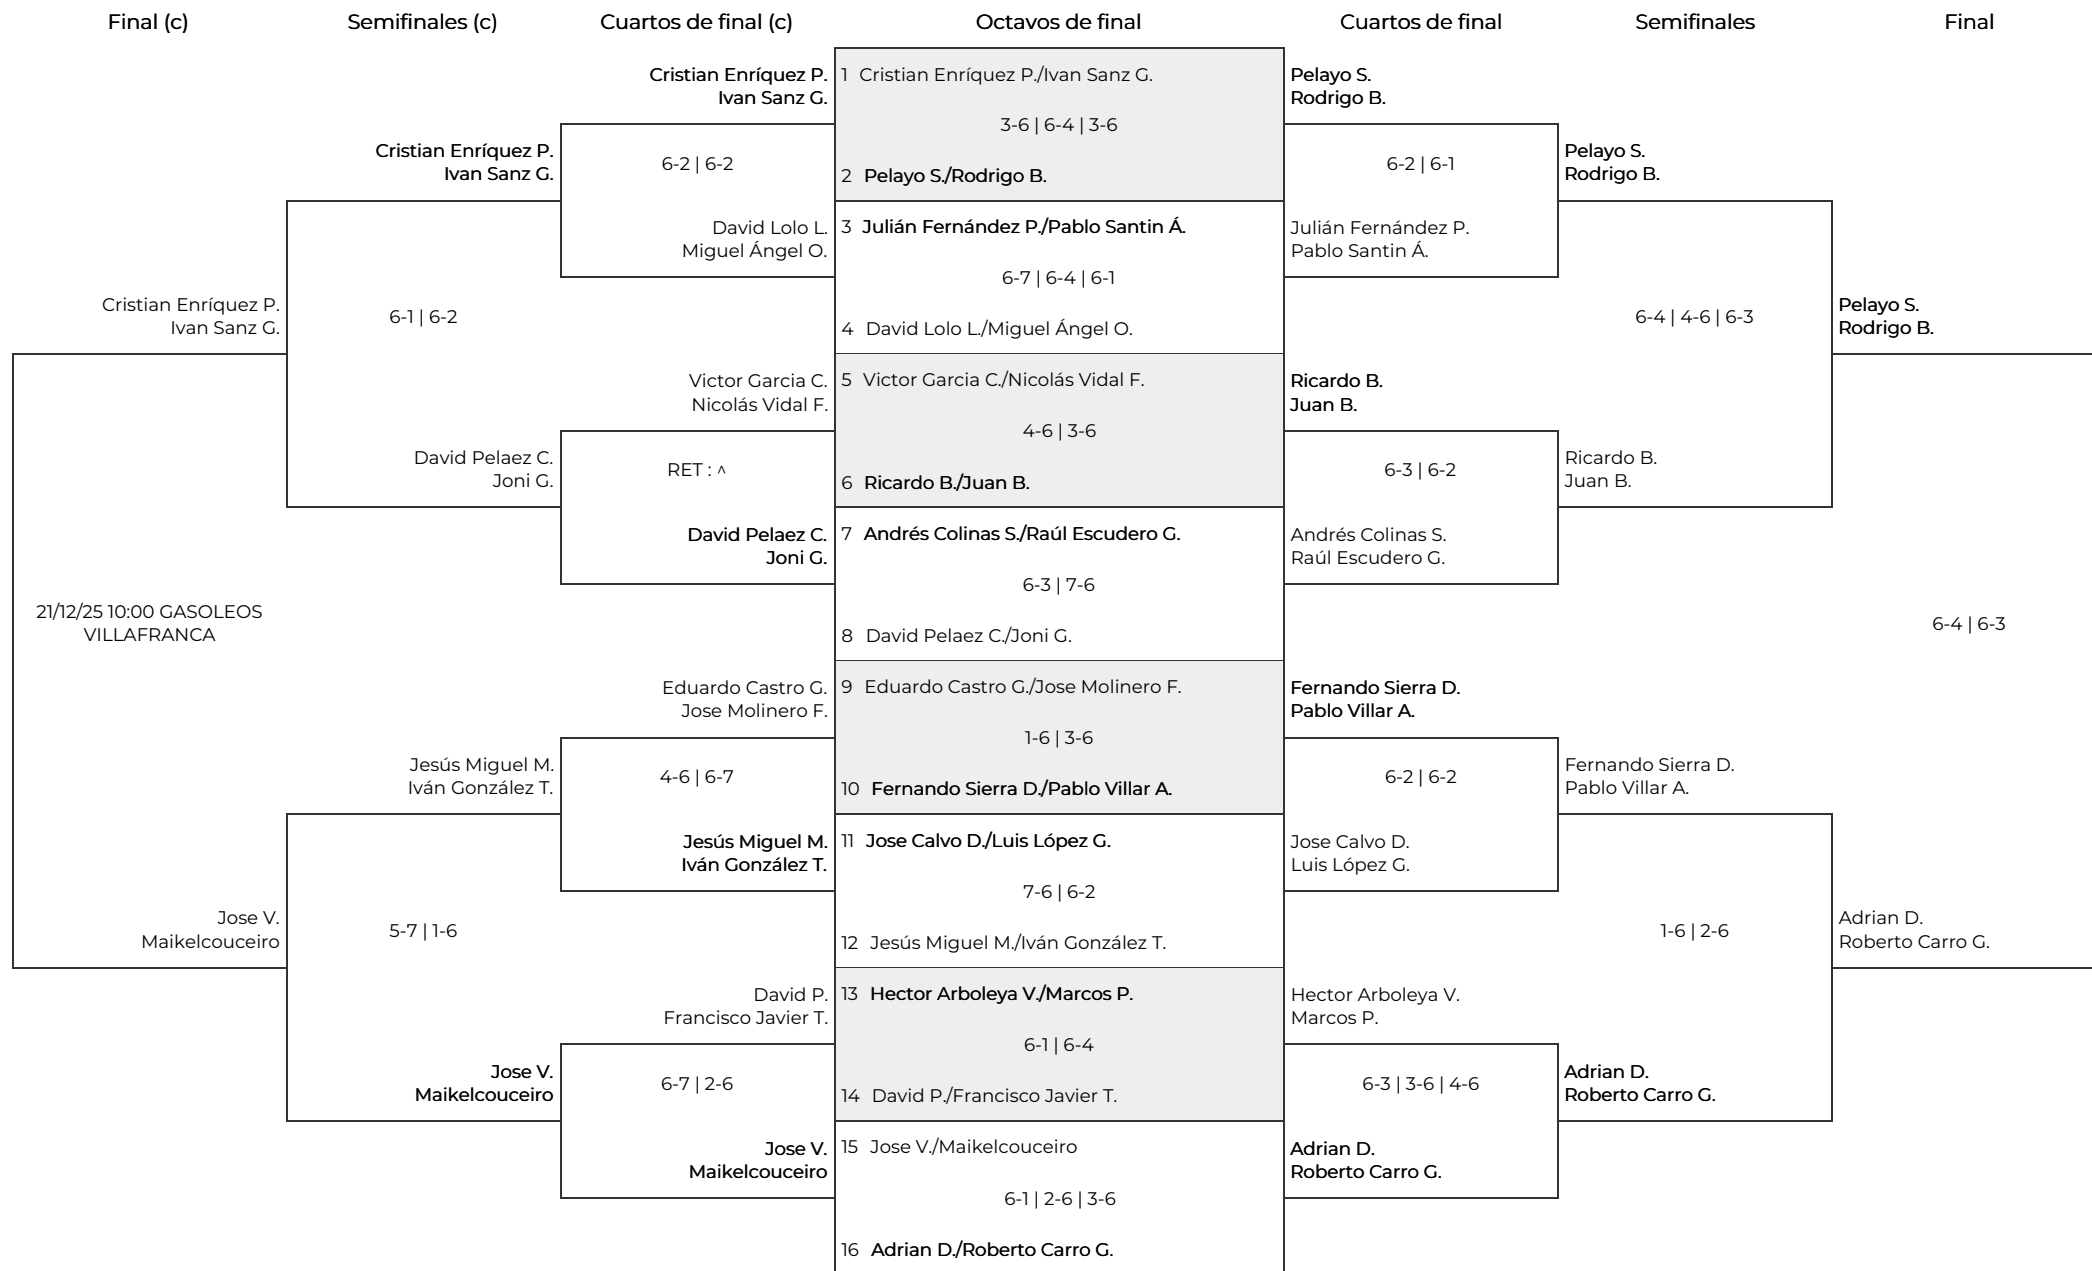 Final (c)
Semifinales (c)
Cuartos de final (c)
Octavos de final
Cuartos de final
Semifinales
Final
Cristian Enríquez P.
Ivan Sanz G.
Jose V.
Maikelcouceiro
21/12/25 10:00 GASOLEOS
VILLAFRANCA
Cristian Enríquez P.
Ivan Sanz G.
6-1 | 6-2
David Pelaez C.
Joni G.
Jesús Miguel M.
Iván González T.
5-7 | 1-6
Jose V.
Maikelcouceiro
Cristian Enríquez P.
Ivan Sanz G.
6-2 | 6-2
David Lolo L.
Miguel Ángel O.
Victor Garcia C.
Nicolás Vidal F.
RET : ^
David Pelaez C.
Joni G.
Eduardo Castro G.
Jose Molinero F.
4-6 | 6-7
Jesús Miguel M.
Iván González T.
David P.
Francisco Javier T.
6-7 | 2-6
Jose V.
Maikelcouceiro
1 Cristian Enríquez P./Ivan Sanz G.
3-6 | 6-4 | 3-6
2 Pelayo S./Rodrigo B.
3 Julián Fernández P./Pablo Santin Á.
6-7 | 6-4 | 6-1
4 David Lolo L./Miguel Ángel O.
5 Victor Garcia C./Nicolás Vidal F.
4-6 | 3-6
6 Ricardo B./Juan B.
7 Andrés Colinas S./Raúl Escudero G.
6-3 | 7-6
8 David Pelaez C./Joni G.
9 Eduardo Castro G./Jose Molinero F.
1-6 | 3-6
10 Fernando Sierra D./Pablo Villar A.
11 Jose Calvo D./Luis López G.
7-6 | 6-2
12 Jesús Miguel M./Iván González T.
13 Hector Arboleya V./Marcos P.
6-1 | 6-4
14 David P./Francisco Javier T.
15 Jose V./Maikelcouceiro
6-1 | 2-6 | 3-6
16 Adrian D./Roberto Carro G.
Pelayo S.
Rodrigo B.
6-2 | 6-1
Julián Fernández P.
Pablo Santin Á.
Ricardo B.
Juan B.
6-3 | 6-2
Andrés Colinas S.
Raúl Escudero G.
Fernando Sierra D.
Pablo Villar A.
6-2 | 6-2
Jose Calvo D.
Luis López G.
Hector Arboleya V.
Marcos P.
6-3 | 3-6 | 4-6
Adrian D.
Roberto Carro G.
Pelayo S.
Rodrigo B.
6-4 | 4-6 | 6-3
Ricardo B.
Juan B.
Fernando Sierra D.
Pablo Villar A.
1-6 | 2-6
Adrian D.
Roberto Carro G.
Pelayo S.
Rodrigo B.
6-4 | 6-3
Adrian D.
Roberto Carro G.